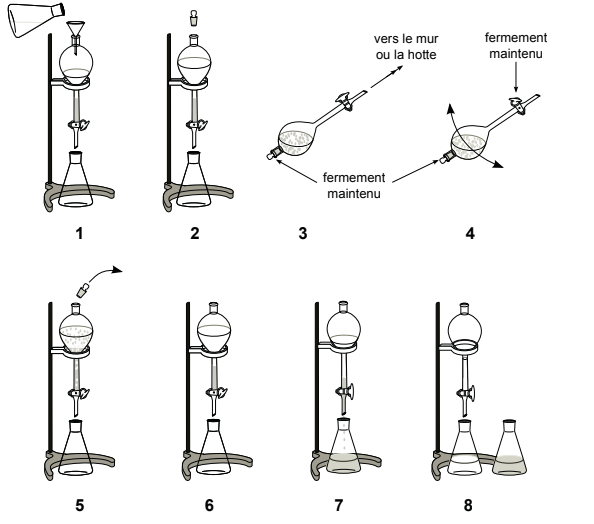 vers le mur
ou la hotte
fermement
maintenu
fermement
maintenu
1
2
3
4
5
6
7
8